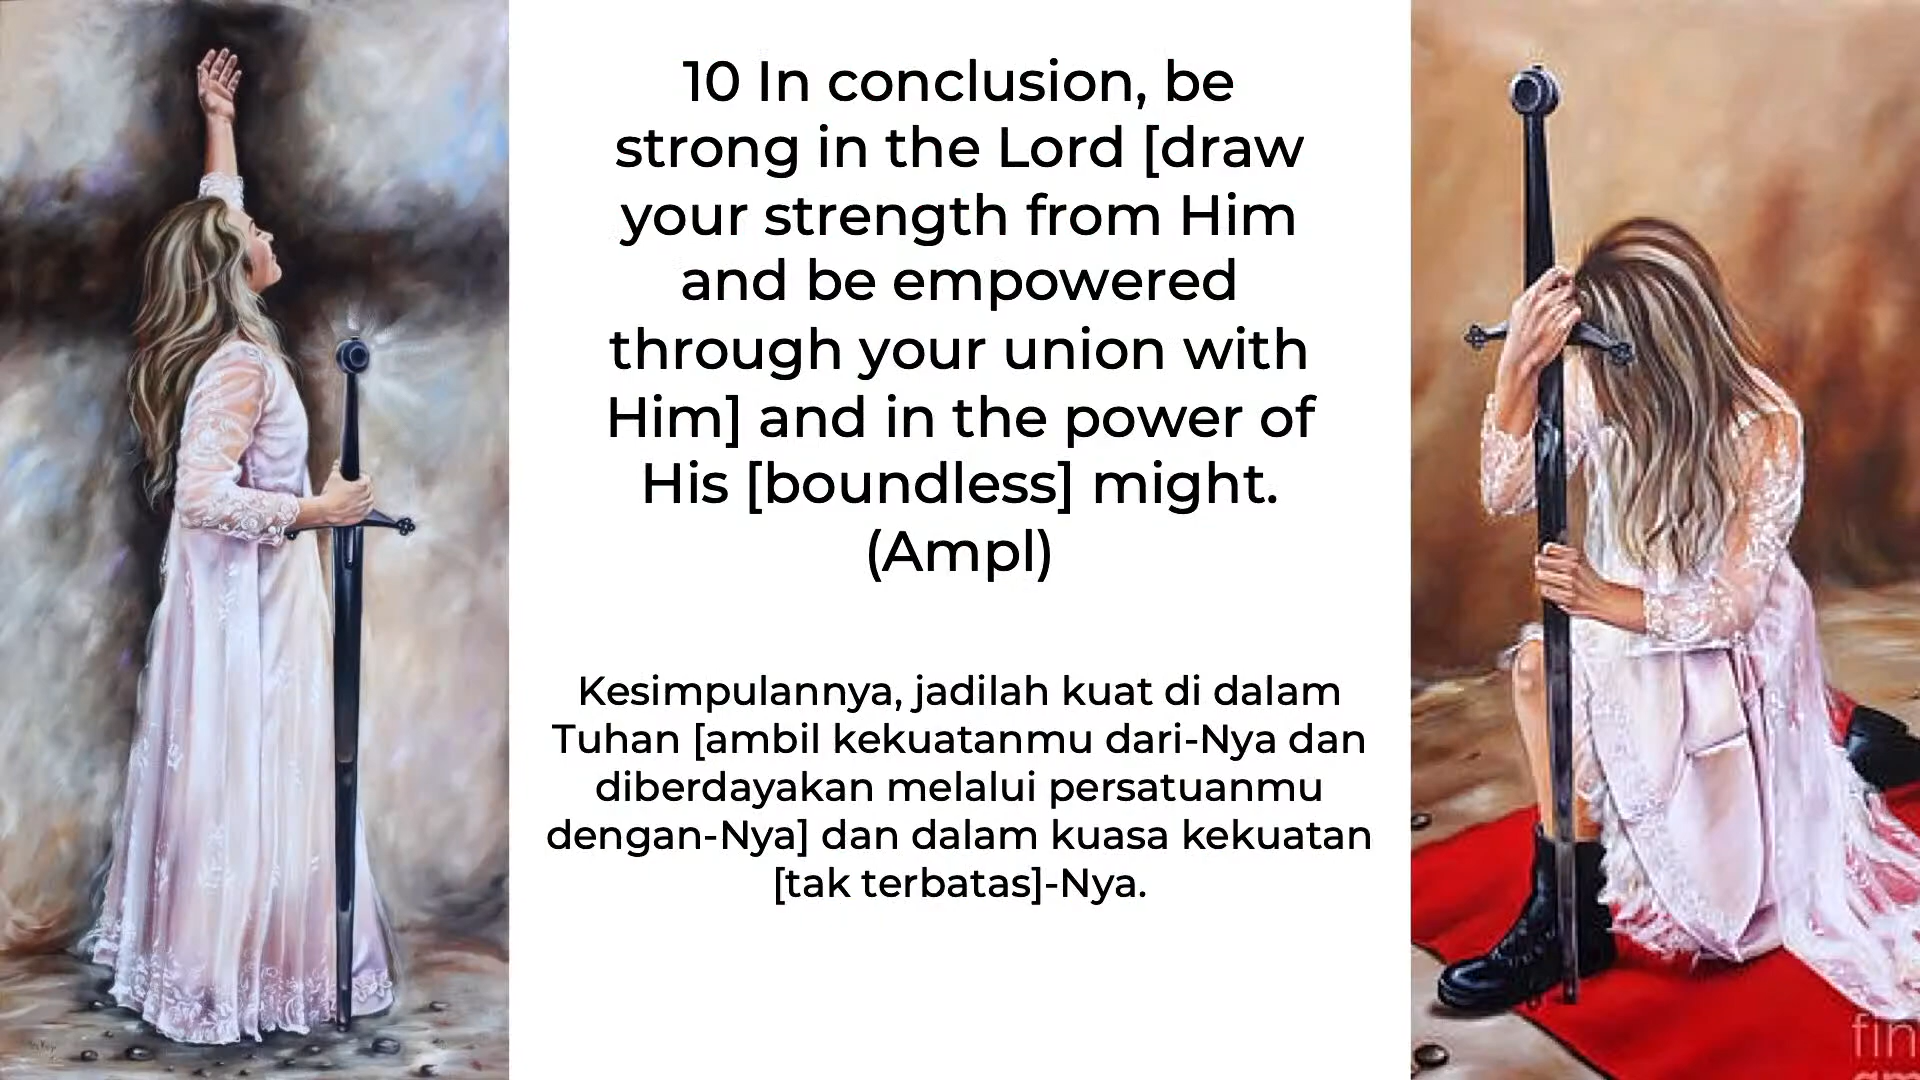 10 In conclusion, be
strong in the Lord [draw
your strength from Him
and be empowered
through your union with
Him] and in the power of
His [boundless] might.
(Ampl)
Kesimpulannya, jadilah kuat di dalam
Tuhan [ambil kekuatanmu dari-Nya dan
diberdayakan melalui persatuanmu
dengan-Nya] dan dalam kuasa kekuatan
[tak terbatas]-Nya.
fin